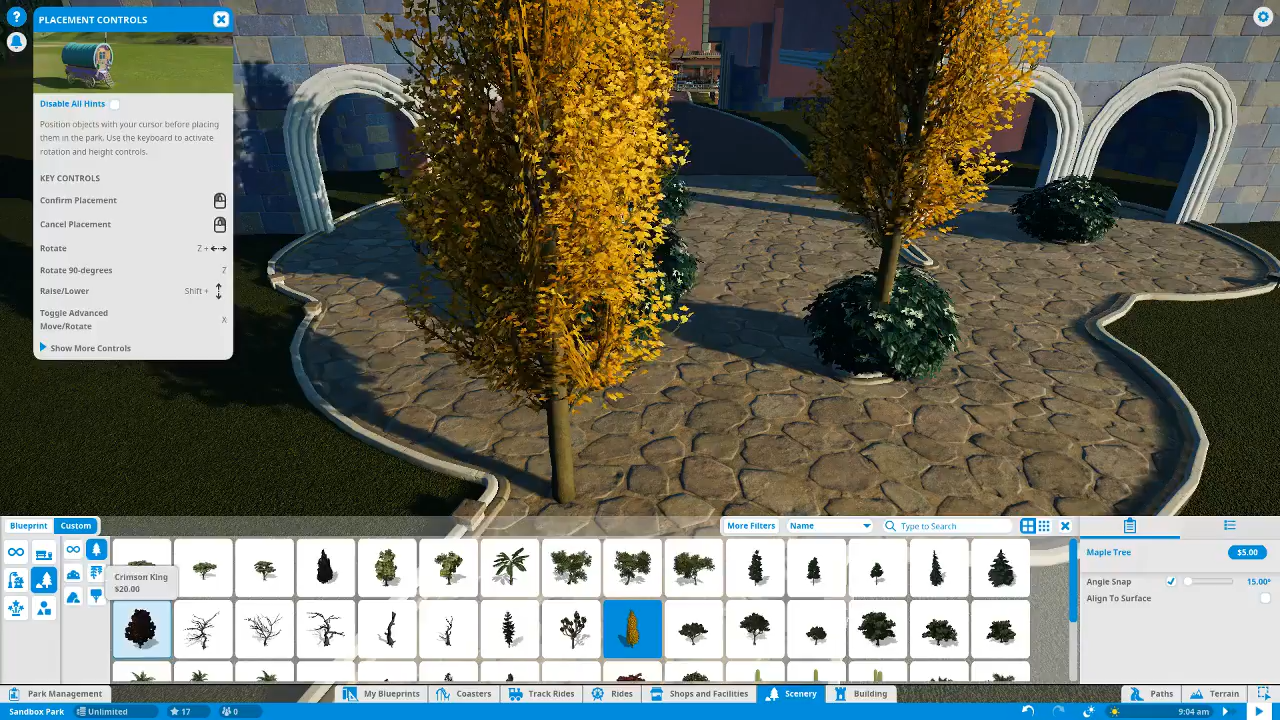 PLACEMENT CONTROLS
Disable All Hints
Position objects with your cursor before placing
them in the park. Use the keyboard to activate
rotation and height controls.
KEY CONTROLS
Confirm Placement
Cancel Placement
Rotate Z +
Rotate 90-degrees Z
Raise/Lower Shift +
Toggle Advanced
Move/Rotate X
Show More Controls
Blueprint Custom More Filters Name Type to Search
Crimson King
$20.00
Maple Tree $5.00
Angle Snap 15.00°
Align To Surface
Park Management My Blueprints Coasters Track Rides Rides Shops and Facilities Scenery Building Paths Terrain
Sandbox Park Unlimited 17 0 9:04 am